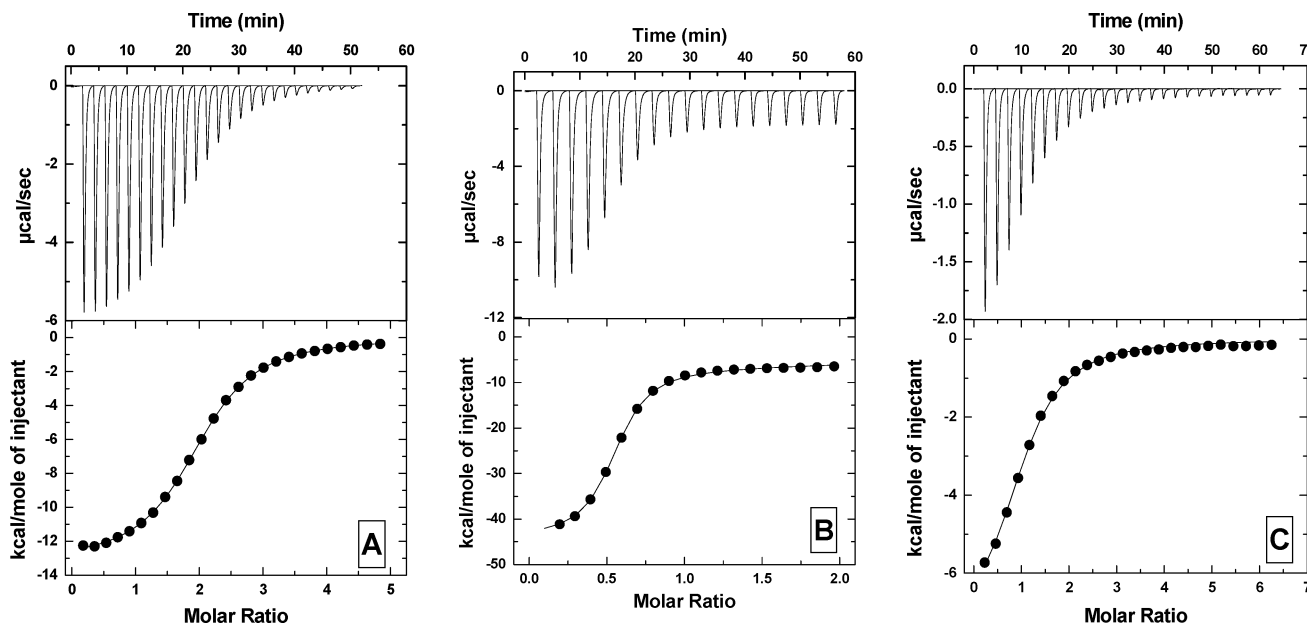 Time (min)
0 10 20 30 40 50 60
0
-2
-4
-6
µcal/sec
0
-2
-4
-6
-8
-10
-12
-14
kcal/mole of injectant
A
0 1 2 3 4 5
Molar Ratio
Time (min)
0 10 20 30 40 50 60
0
-4
-8
-12
µcal/sec
0
-10
-20
-30
-40
-50
kcal/mole of injectant
B
0.0 0.5 1.0 1.5 2.0
Molar Ratio
Time (min)
0 10 20 30 40 50 60 70
0.0
-0.5
-1.0
-1.5
-2.0
µcal/sec
0
-2
-4
-6
kcal/mole of injectant
C
0 1 2 3 4 5 6 7
Molar Ratio